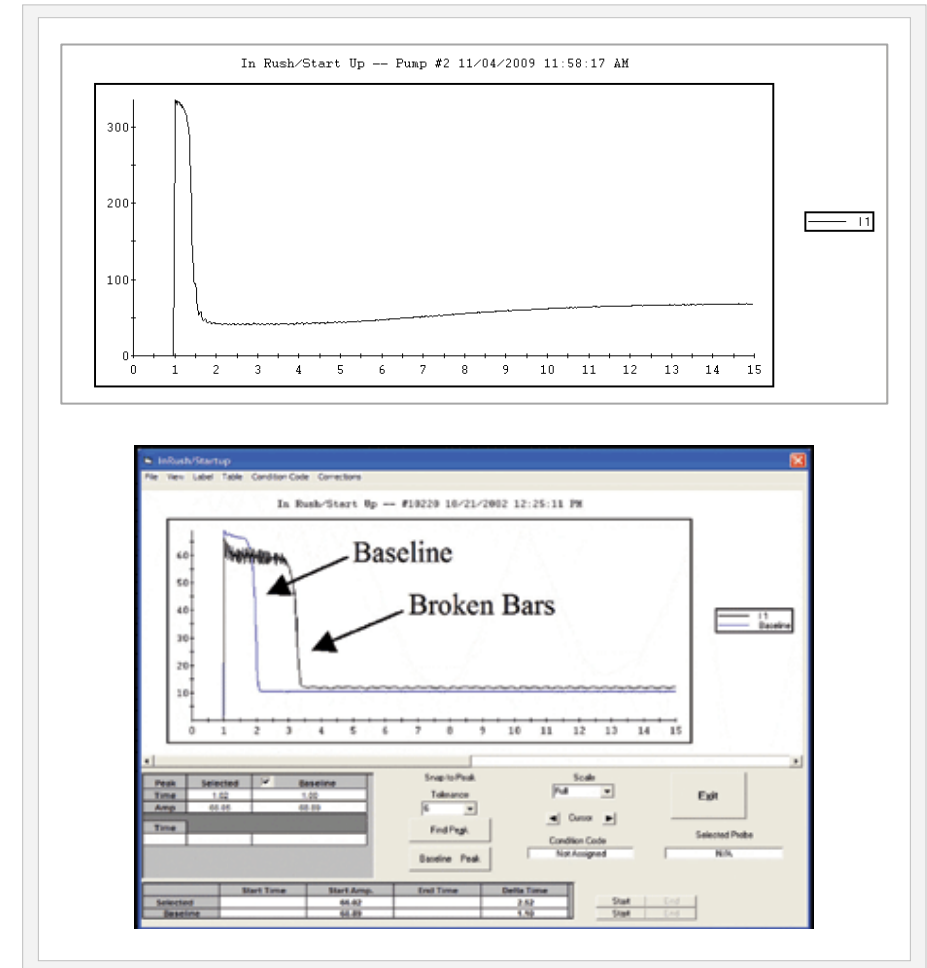 In Rush/Start Up -- Pump #2 11/04/2009 11:58:17 AM
300
200
100
0
0 1 2 3 4 5 6 7 8 9 10 11 12 13 14 15
I1
InRush/Startup
File View Label Table Condition Code Corrections
In Rush/Start Up -- #10220 10/21/2002 12:25:11 PM
60
50
40
30
20
10
0 1 2 3 4 5 6 7 8 9 10 11 12 13 14 15
Baseline
Broken Bars
I1
Baseline
Peak Selected Baseline
Time 1.02 1.00
Amp
Time
Snap to Peak
Tolerance
6
Find Peak
Baseline Peak
Scale
Full
Cursor
Condition Code
Not Assigned
Exit
Selected Probe
N/A
Start Time Start Amp. End Time Delta Time
Selected 2.52
Baseline 1.10
Start End
Start End